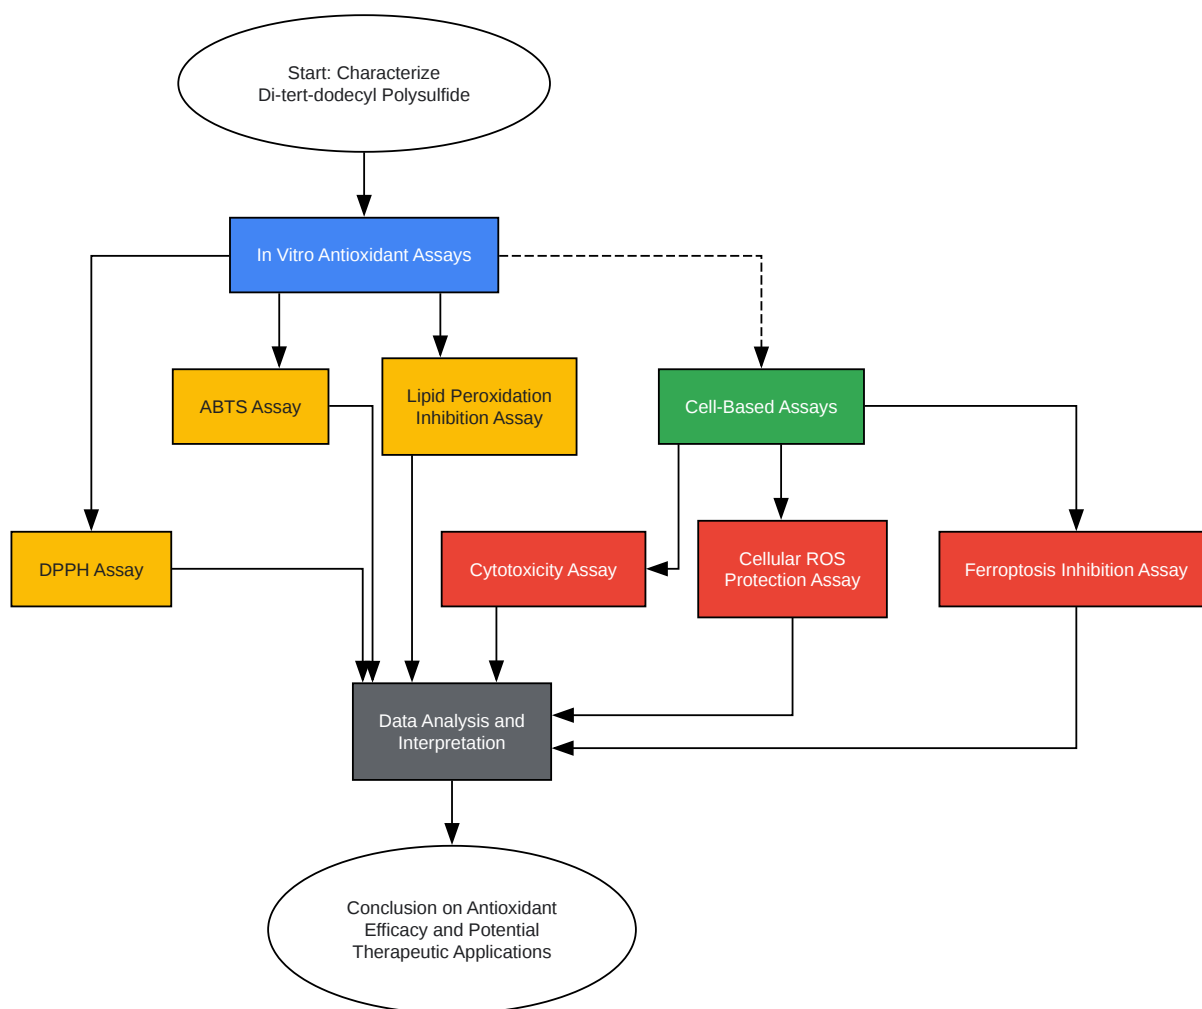 Start: Characterize
Di-tert-dodecyl Polysulfide
In Vitro Antioxidant Assays
ABTS Assay
Lipid Peroxidation
Inhibition Assay
Cell-Based Assays
DPPH Assay
Cytotoxicity Assay
Cellular ROS
Protection Assay
Ferroptosis Inhibition Assay
Data Analysis and
Interpretation
Conclusion on Antioxidant
Efficacy and Potential
Therapeutic Applications